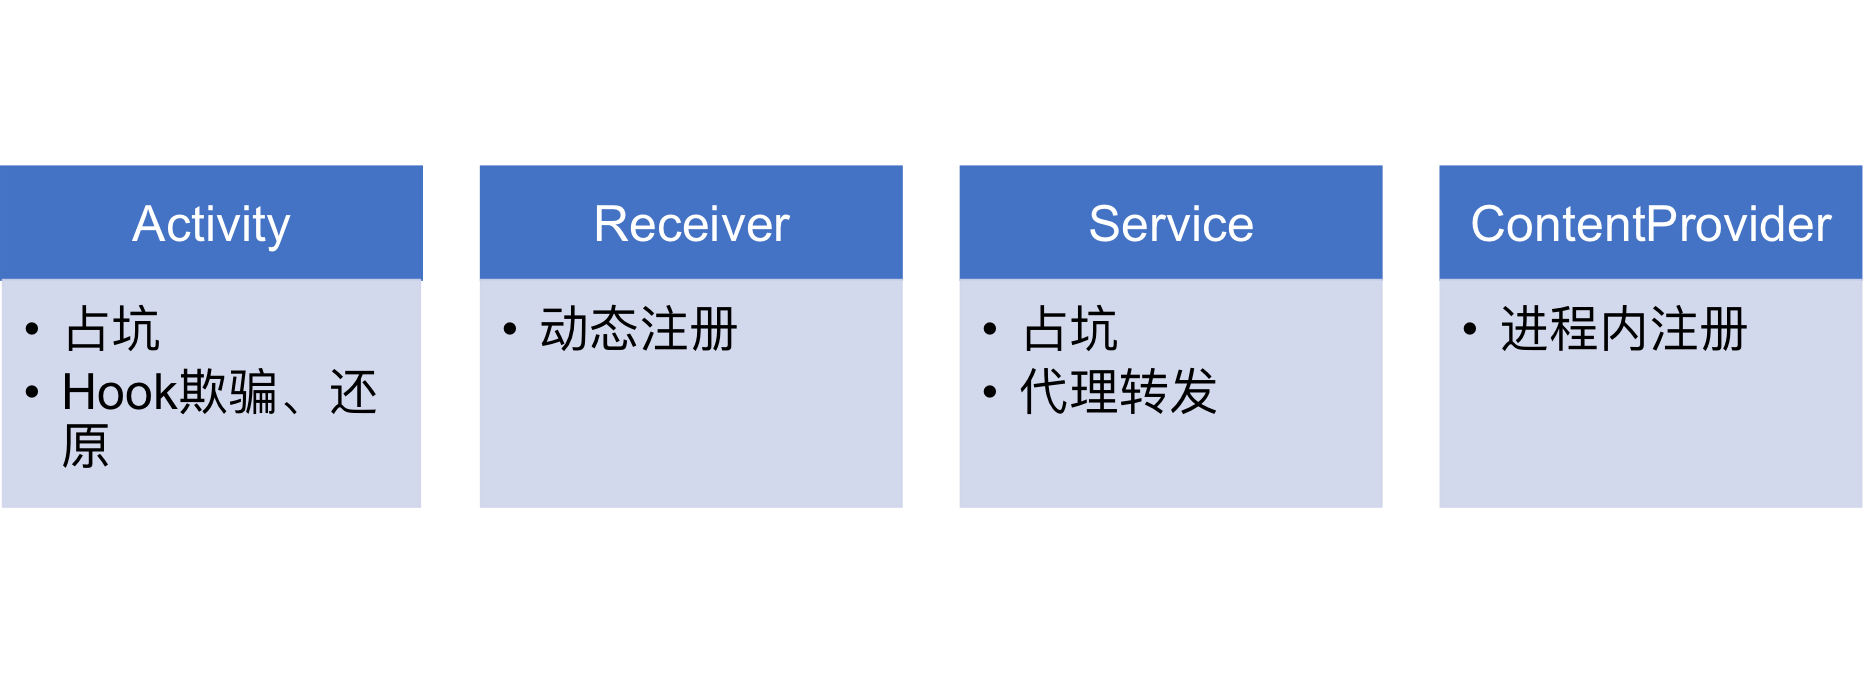 Activity
• 占坑
• Hook欺骗、还
原
Receiver
• 动态注册
Service
• 占坑
• 代理转发
ContentProvider
• 进程内注册